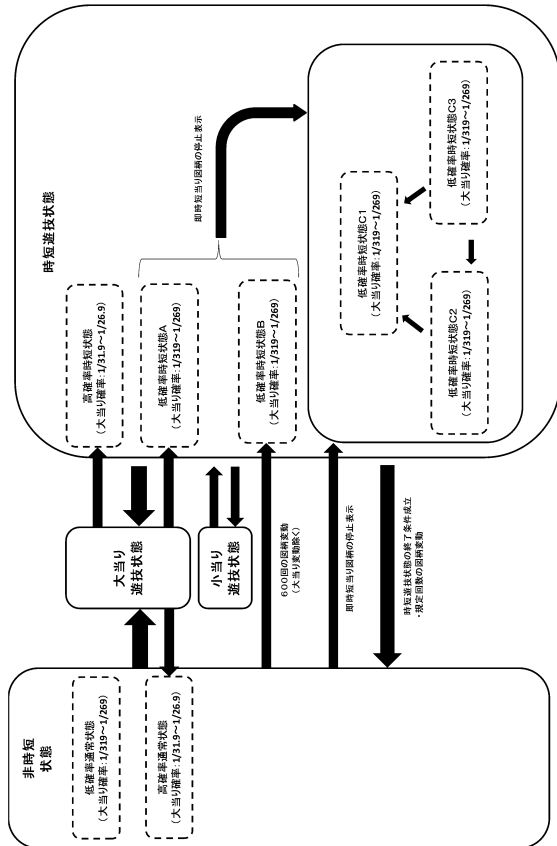 非時短
状態
低確率通常状態
(大当り確率:1/319～1/269)
高確率通常状態
(大当り確率:1/31.9～1/26.9)
大当り
遊技状態
小当り
遊技状態
600回の図柄変動
(大当り変動除く)
即時短当り図柄の停止表示
時短遊技状態の終了条件成立
・規定回数の図柄変動
時短遊技状態
高確率時短状態
(大当り確率:1/31.9～1/26.9)
低確率時短状態A
(大当り確率:1/319～1/269)
低確率時短状態B
(大当り確率:1/319～1/269)
即時短当り図柄の停止表示
低確率時短状態C1
(大当り確率:1/319～1/269)
低確率時短状態C2
(大当り確率:1/319～1/269)
低確率時短状態C3
(大当り確率:1/319～1/269)